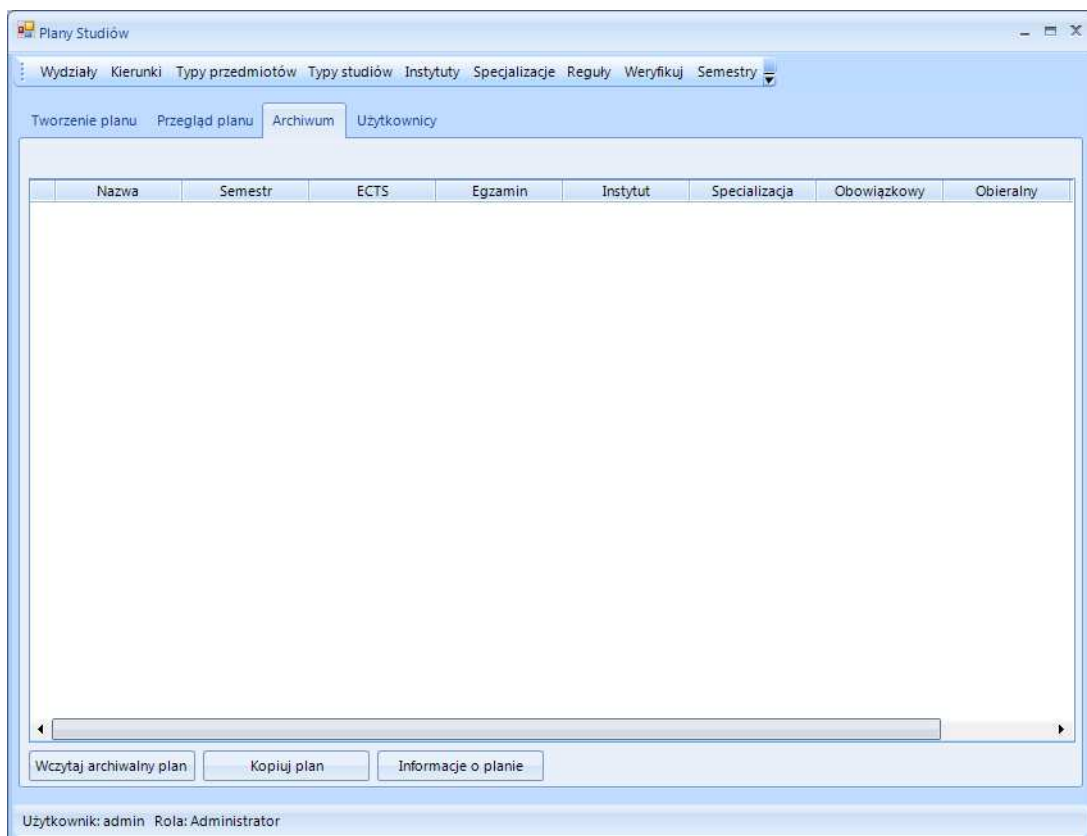 Plany Studiów
Wydziały Kierunki Typy przedmiotów Typy studiów Instytuty Specjalizacje Reguły Weryfikuj Semestry
Tworzenie planu Przegląd planu Archiwum Użytkownicy
Nazwa Semestr ECTS Egzamin Instytut Specializacja Obowiązkowy Obieralny
Wczytaj archiwalny plan Kopiuj plan Informacje o planie
Użytkownik: admin Rola: Administrator